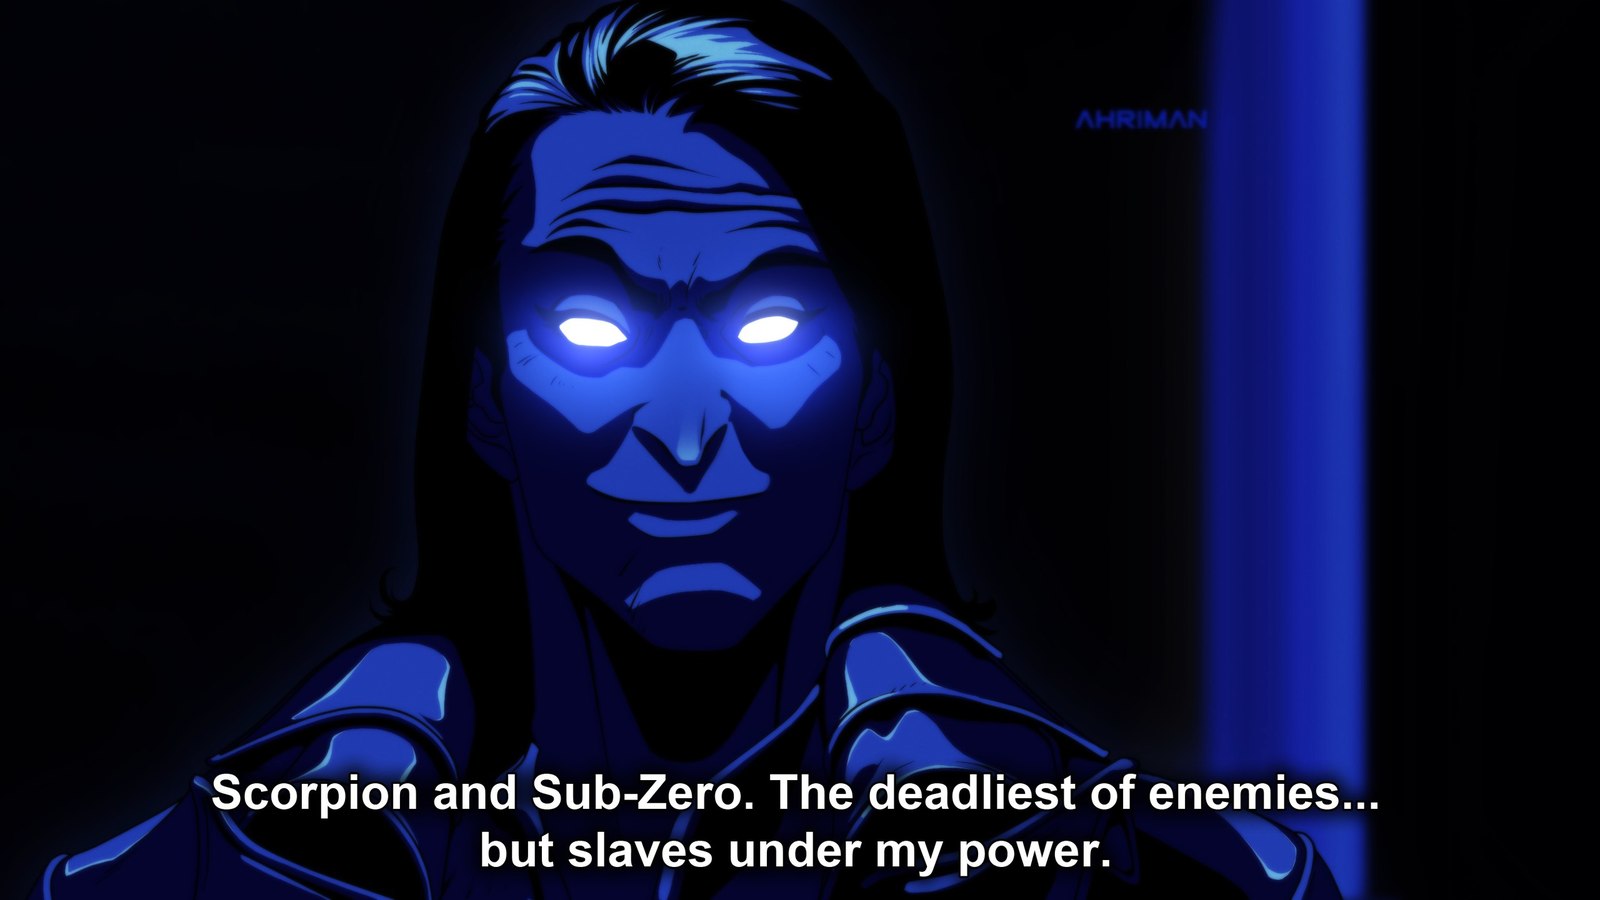 AHRIMAN
Scorpion and Sub-Zero. The deadliest of enemies...
but slaves under my power.